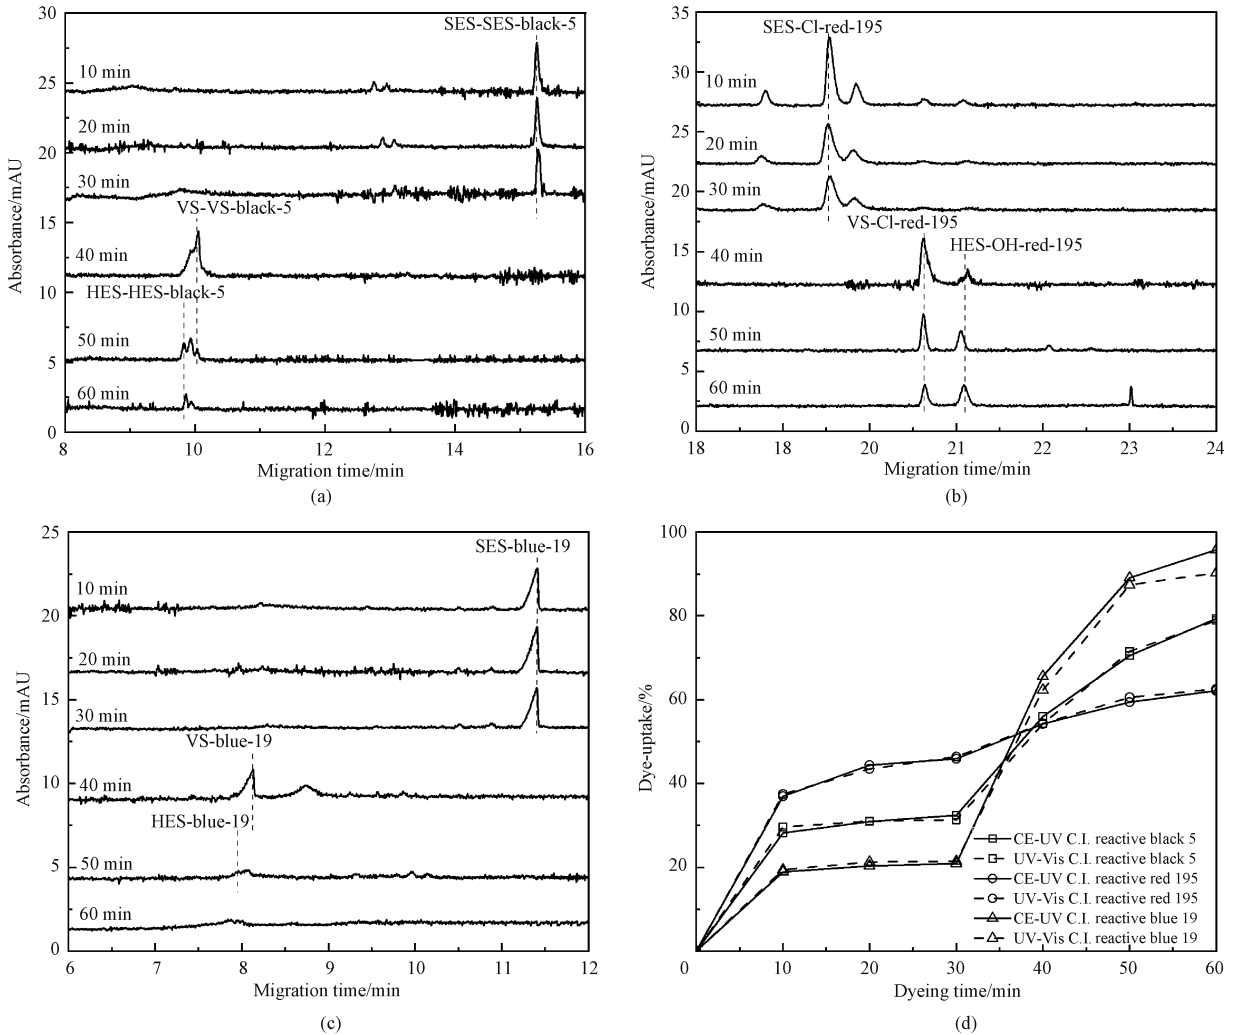 30
25
20
15
10
5
0
Absorbance/mAU
SES-SES-black-5
10 min
20 min
30 min
VS-VS-black-5
40 min
HES-HES-black-5
50 min
60 min
8 10 12 14 16
Migration time/min
(a)
35
30
25
20
15
10
5
0
Absorbance/mAU
SES-Cl-red-195
10 min
20 min
30 min
VS-Cl-red-195
40 min
HES-OH-red-195
50 min
60 min
18 19 20 21 22 23 24
Migration time/min
(b)
25
20
15
10
5
0
Absorbance/mAU
SES-blue-19
10 min
20 min
30 min
VS-blue-19
40 min
HES-blue-19
50 min
60 min
6 7 8 9 10 11 12
Migration time/min
(c)
100
80
60
40
20
0
Dye-uptake/%
CE-UV C.I. reactive black 5
UV-Vis C.I. reactive black 5
CE-UV C.I. reactive red 195
UV-Vis C.I. reactive red 195
CE-UV C.I. reactive blue 19
UV-Vis C.I. reactive blue 19
10 20 30 40 50 60
Dyeing time/min
(d)